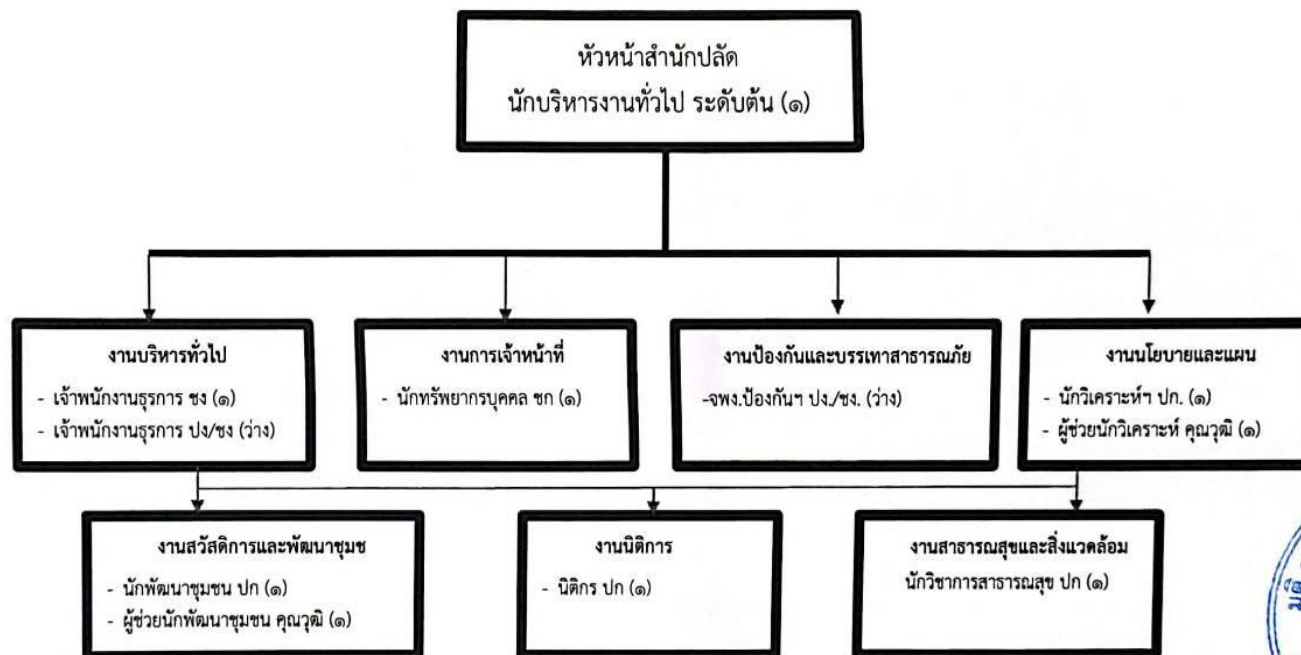 หัวหน้าสำนักปลัด
นักบริหารงานทั่วไป ระดับต้น (๑)
งานบริหารทั่วไป
- เจ้าพนักงานธุรการ ชง (๑)
- เจ้าพนักงานธุรการ ปง/ชง (ว่าง)
งานการเจ้าหน้าที่
- นักทรัพยากรบุคคล ชก (๑)
งานป้องกันและบรรเทาสาธารณภัย
-จพง.ป้องกันฯ ปง./ชง. (ว่าง)
งานนโยบายและแผน
- นักวิเคราะห์ฯ ปก. (๑)
- ผู้ช่วยนักวิเคราะห์ คุณวุฒิ (๑)
งานสวัสดิการและพัฒนาชุมช
- นักพัฒนาชุมชน ปก (๑)
- ผู้ช่วยนักพัฒนาชุมชน คุณวุฒิ (๑)
งานนิติการ
- นิติกร ปก (๑)
งานสาธารณสุขและสิ่งแวดล้อม
นักวิชาการสาธารณสุข ปก (๑)